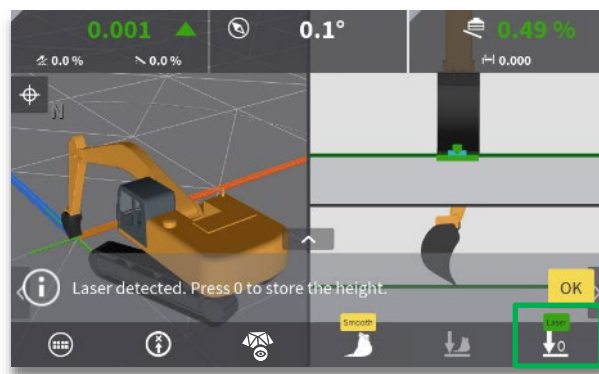 0.001 0.1° 0.49 %
0.0 % 0.0 % 0.000
N
Laser detected. Press 0 to store the height. OK
Smooth Laser
0